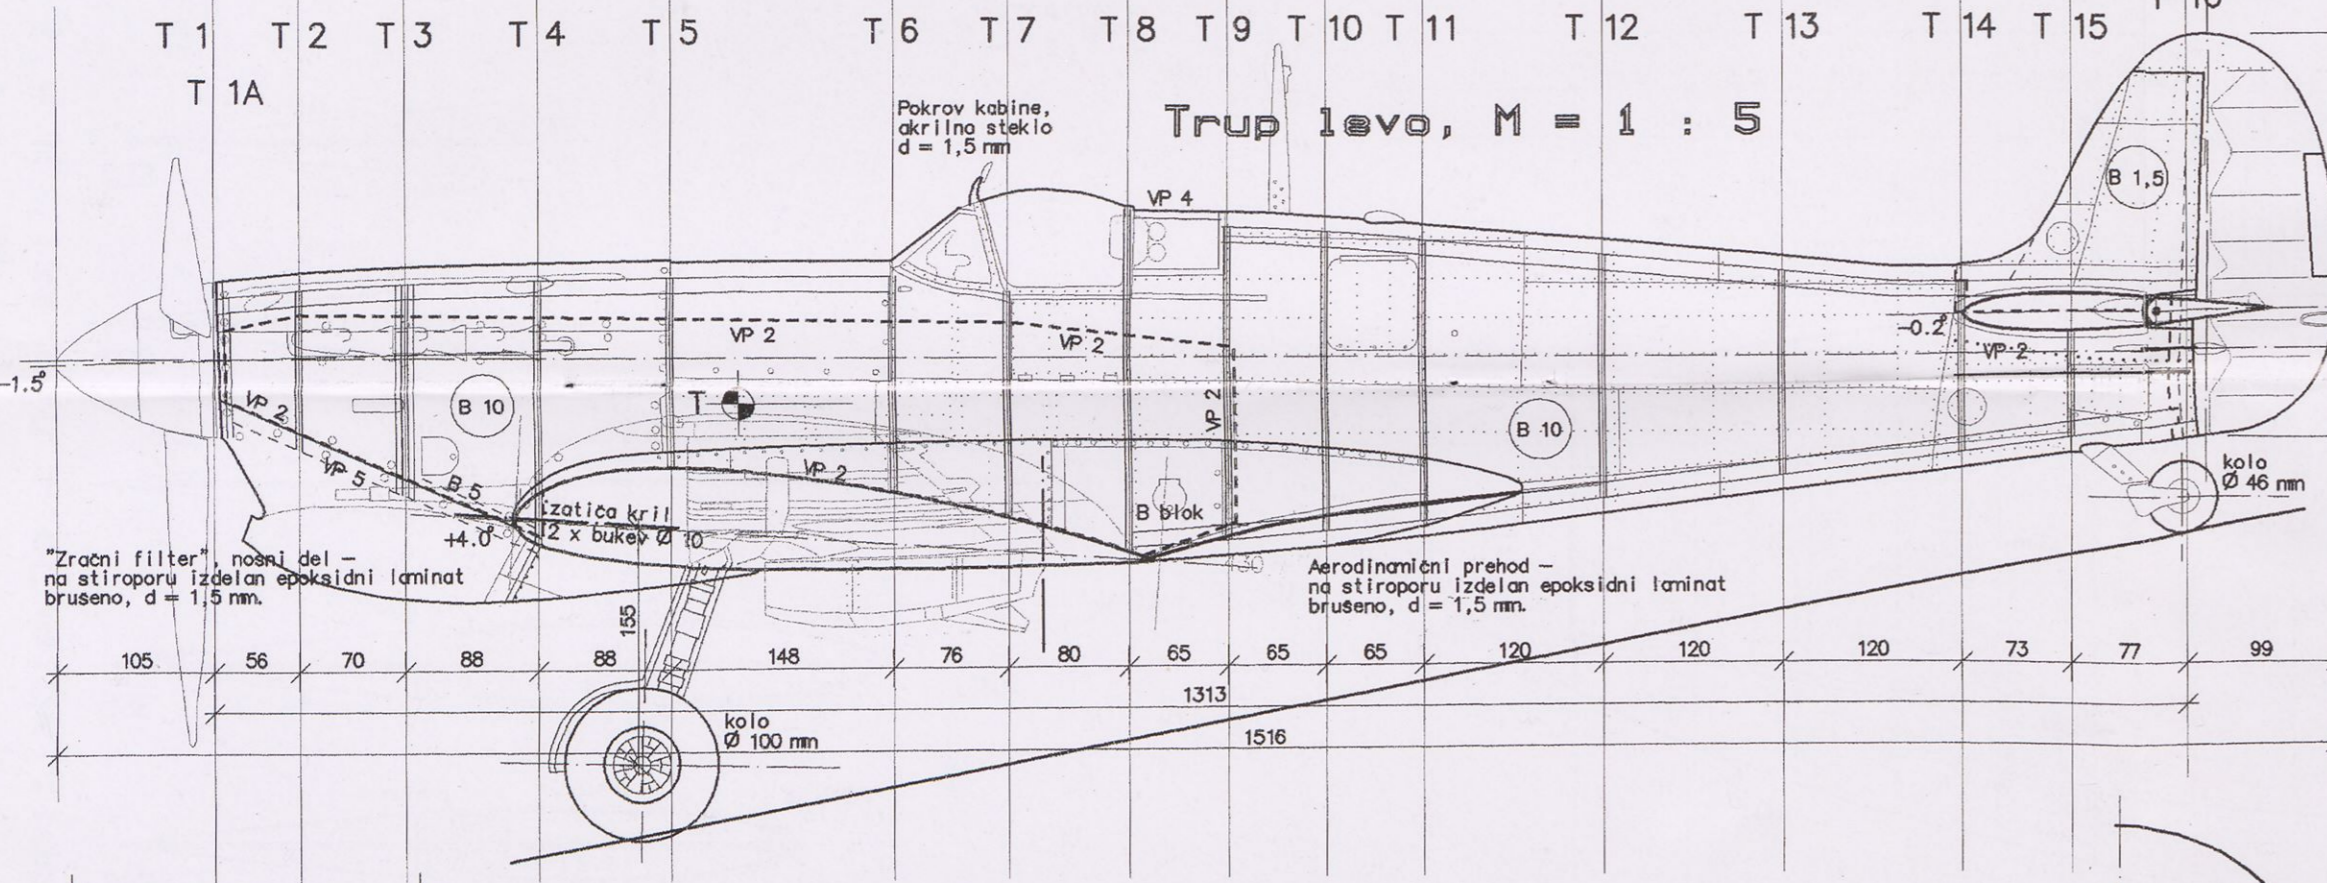 T 1
T 2
T 3
T 4
T 5
T 6
T 7
T 8
T 9
T 10
T 11
T 12
T 13
T 14
T 15
T 1A
Pokrov kabine,
akrilno steklo
d = 1,5 mm
Trup levo, M = 1 : 5
VP 4
B 1,5
VP 2
VP 2
-0.2°
VP 2
-1.5°
VP 2
B 10
T
VP 2
B 10
VP 5
B 5
VP 2
kolo
Ø 46 mm
izatica kril
2 x bukev Ø 10
B blok
+4.0°
"Zračni filter", nosni del –
na stiroporu izdelan epoksidni laminat
brušeno, d = 1,5 mm.
Aerodinamični prehod –
na stiroporu izdelan epoksidni laminat
brušeno, d = 1,5 mm.
155
105 56 70 88 88 148 76 80 65 65 65 120 120 120 73 77 99
1313
kolo
Ø 100 mm
1516